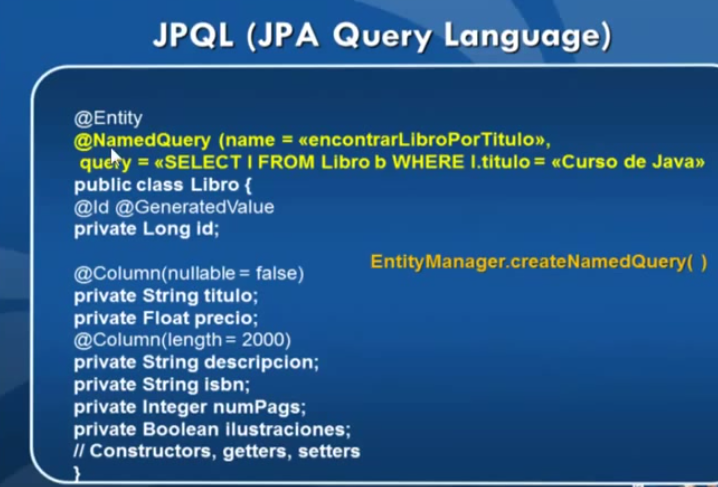 JPQL (JPA Query Language)
@Entity
@NamedQuery (name = «encontrarLibroPorTitulo»,
query = «SELECT l FROM Libro b WHERE l.titulo = «Curso de Java»
public class Libro {
@Id @GeneratedValue
private Long id;
EntityManager.createNamedQuery( )
@Column(nullable = false)
private String titulo;
private Float precio;
@Column(length = 2000)
private String descripcion;
private String isbn;
private Integer numPags;
private Boolean ilustraciones;
// Constructors, getters, setters
}